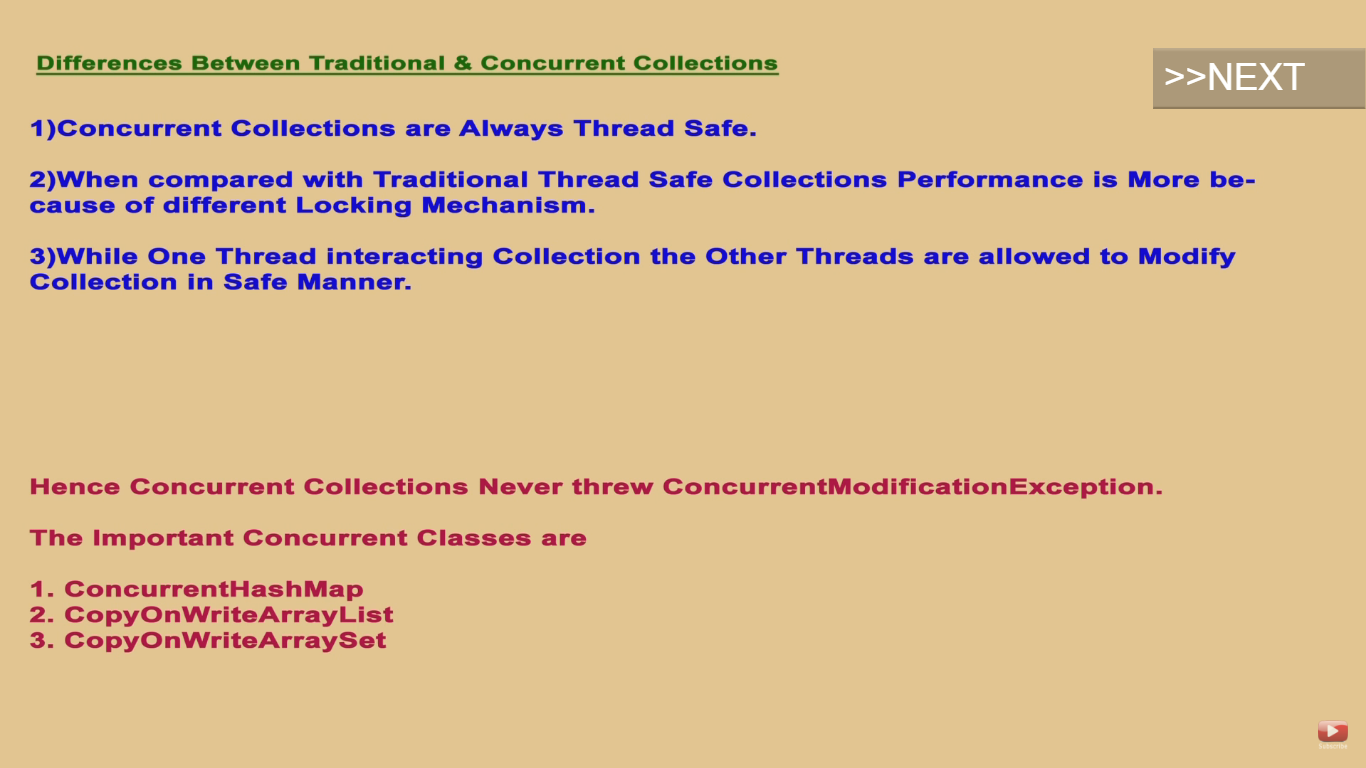 Differences Between Traditional & Concurrent Collections
>>NEXT
1)Concurrent Collections are Always Thread Safe.
2)When compared with Traditional Thread Safe Collections Performance is More be-
cause of different Locking Mechanism.
3)While One Thread interacting Collection the Other Threads are allowed to Modify
Collection in Safe Manner.
Hence Concurrent Collections Never threw ConcurrentModificationException.
The Important Concurrent Classes are
1. ConcurrentHashMap
2. CopyOnWriteArrayList
3. CopyOnWriteArraySet
Subscribe